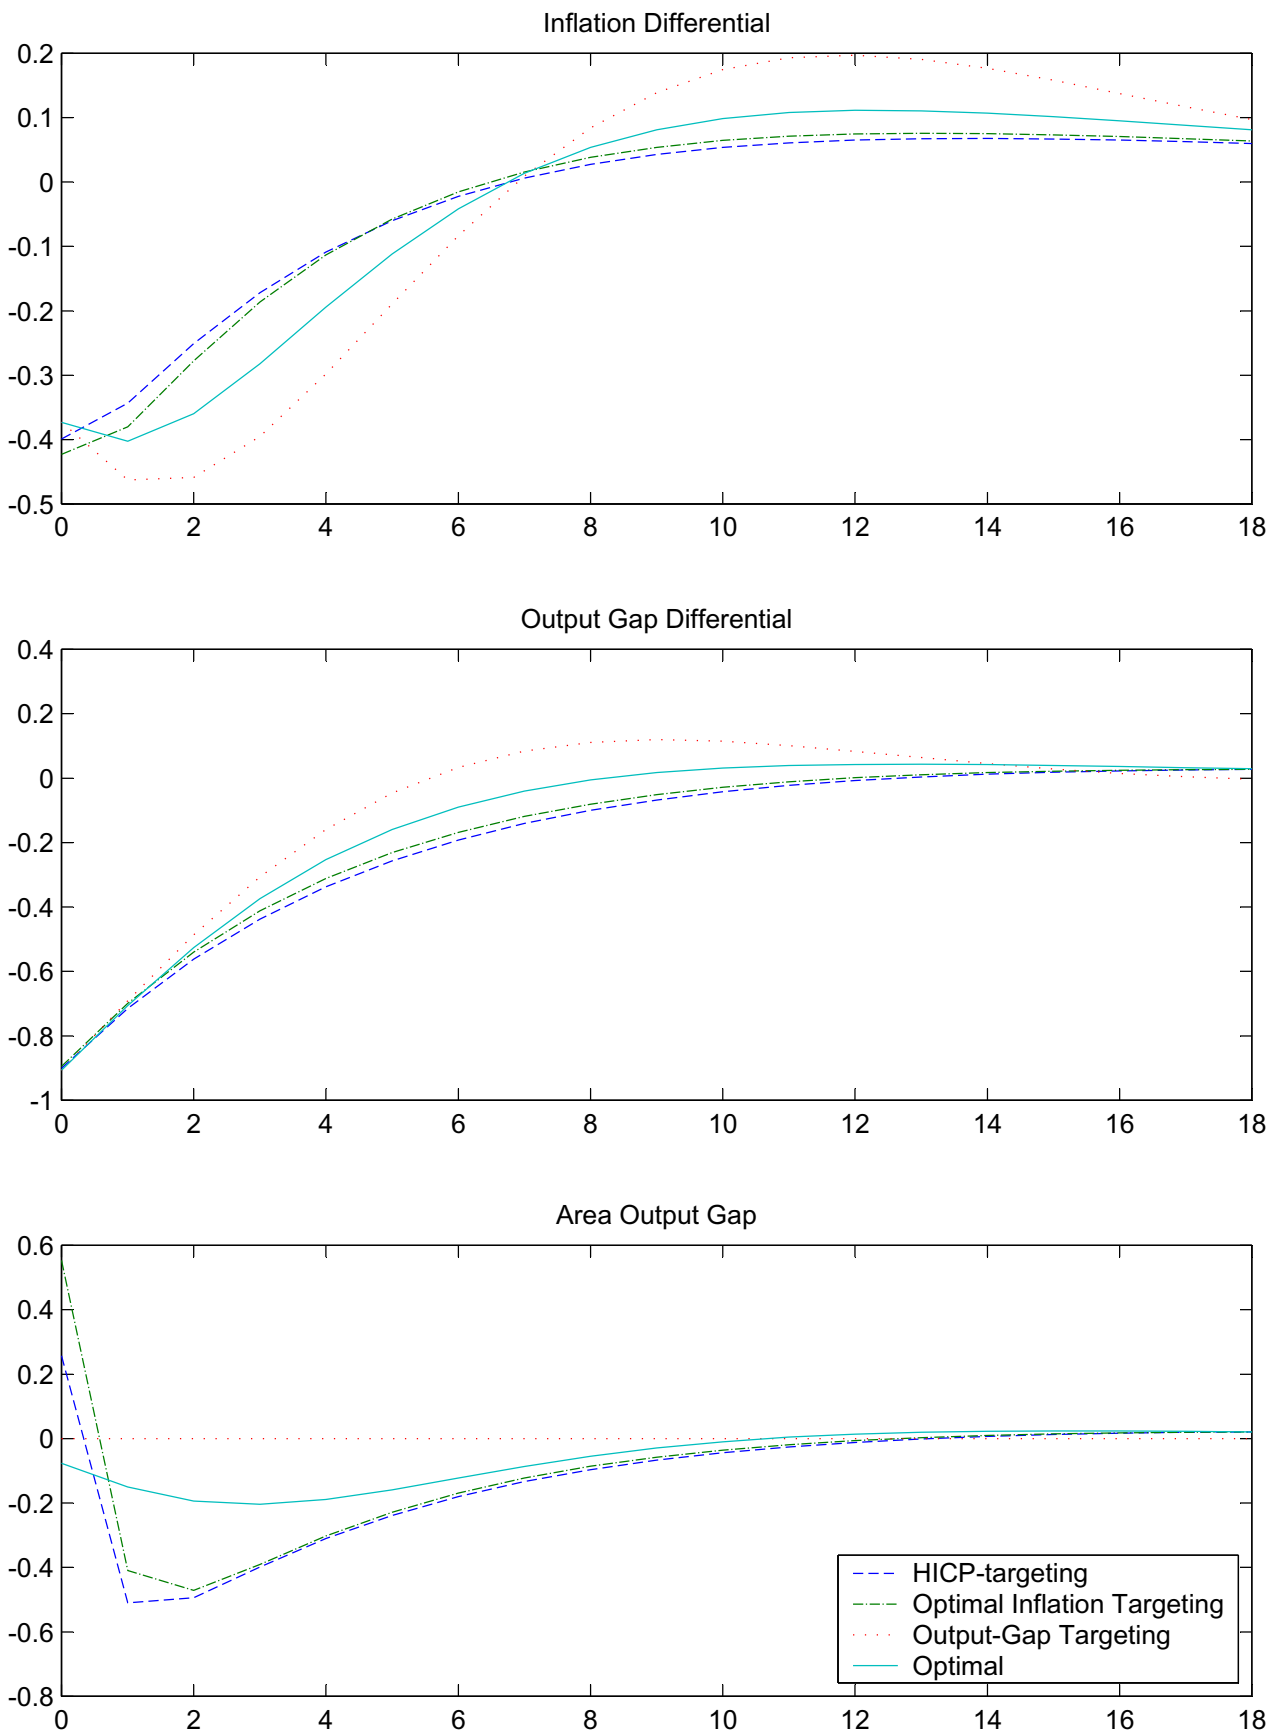 Inflation Differential
0.2
0.1
0
-0.1
-0.2
-0.3
-0.4
-0.5
0 2 4 6 8 10 12 14 16 18
Output Gap Differential
0.4
0.2
0
-0.2
-0.4
-0.6
-0.8
-1
0 2 4 6 8 10 12 14 16 18
Area Output Gap
0.6
0.4
0.2
0
-0.2
-0.4
-0.6
-0.8
HICP-targeting
Optimal Inflation Targeting
Output-Gap Targeting
Optimal
0 2 4 6 8 10 12 14 16 18